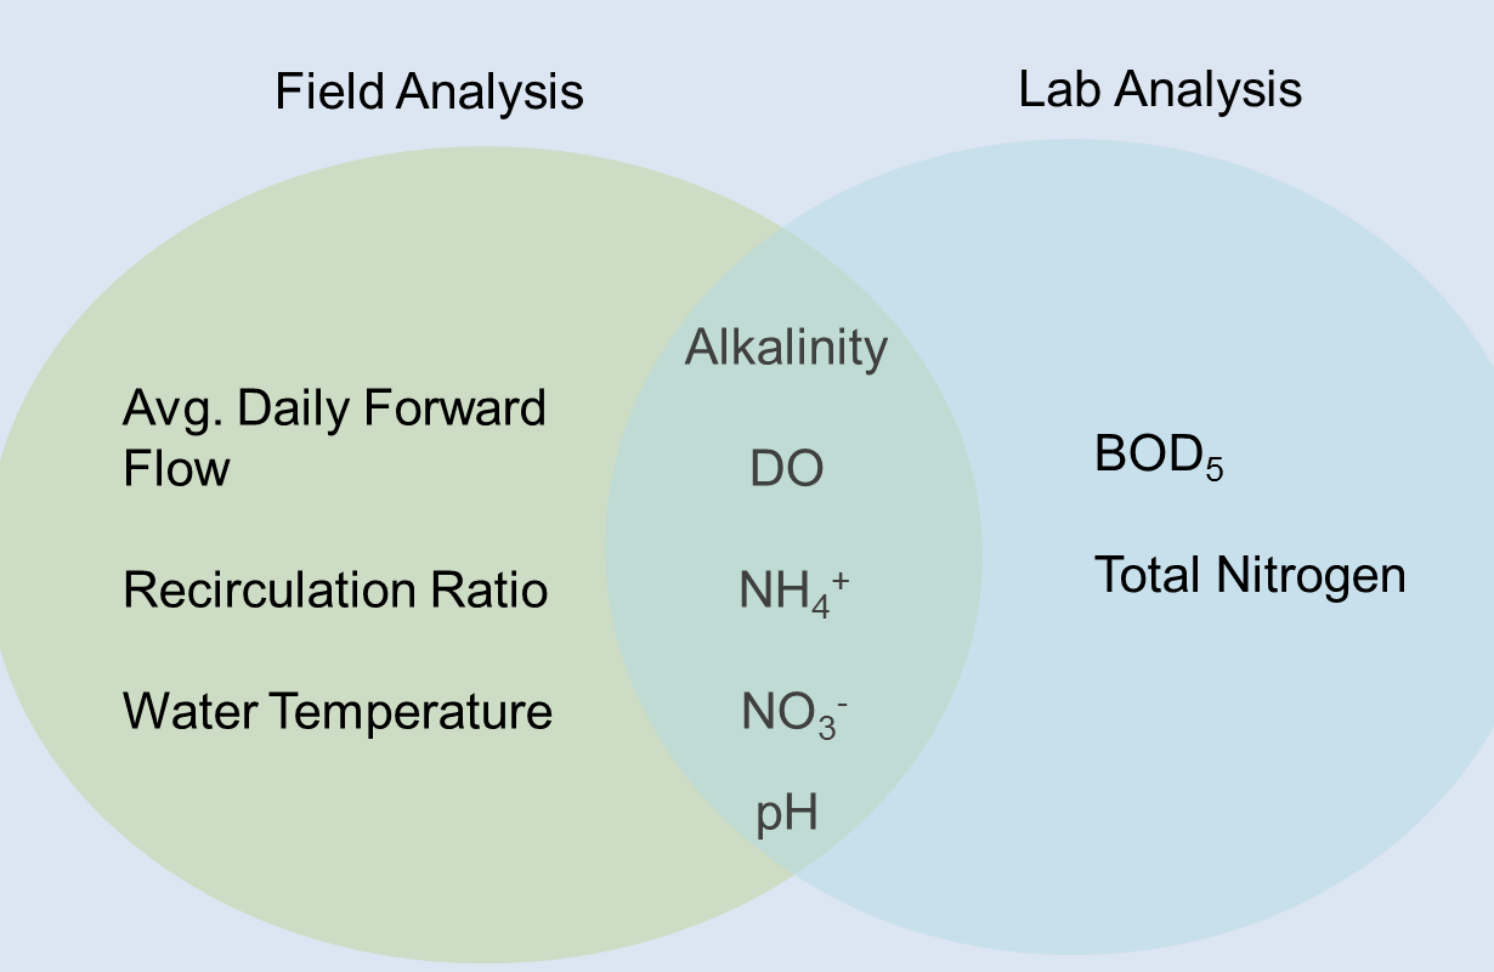 Field Analysis
Lab Analysis
Avg. Daily Forward
Flow
Recirculation Ratio
Water Temperature
Alkalinity
DO
NH₄⁺
NO₃⁻
pH
BOD₅
Total Nitrogen